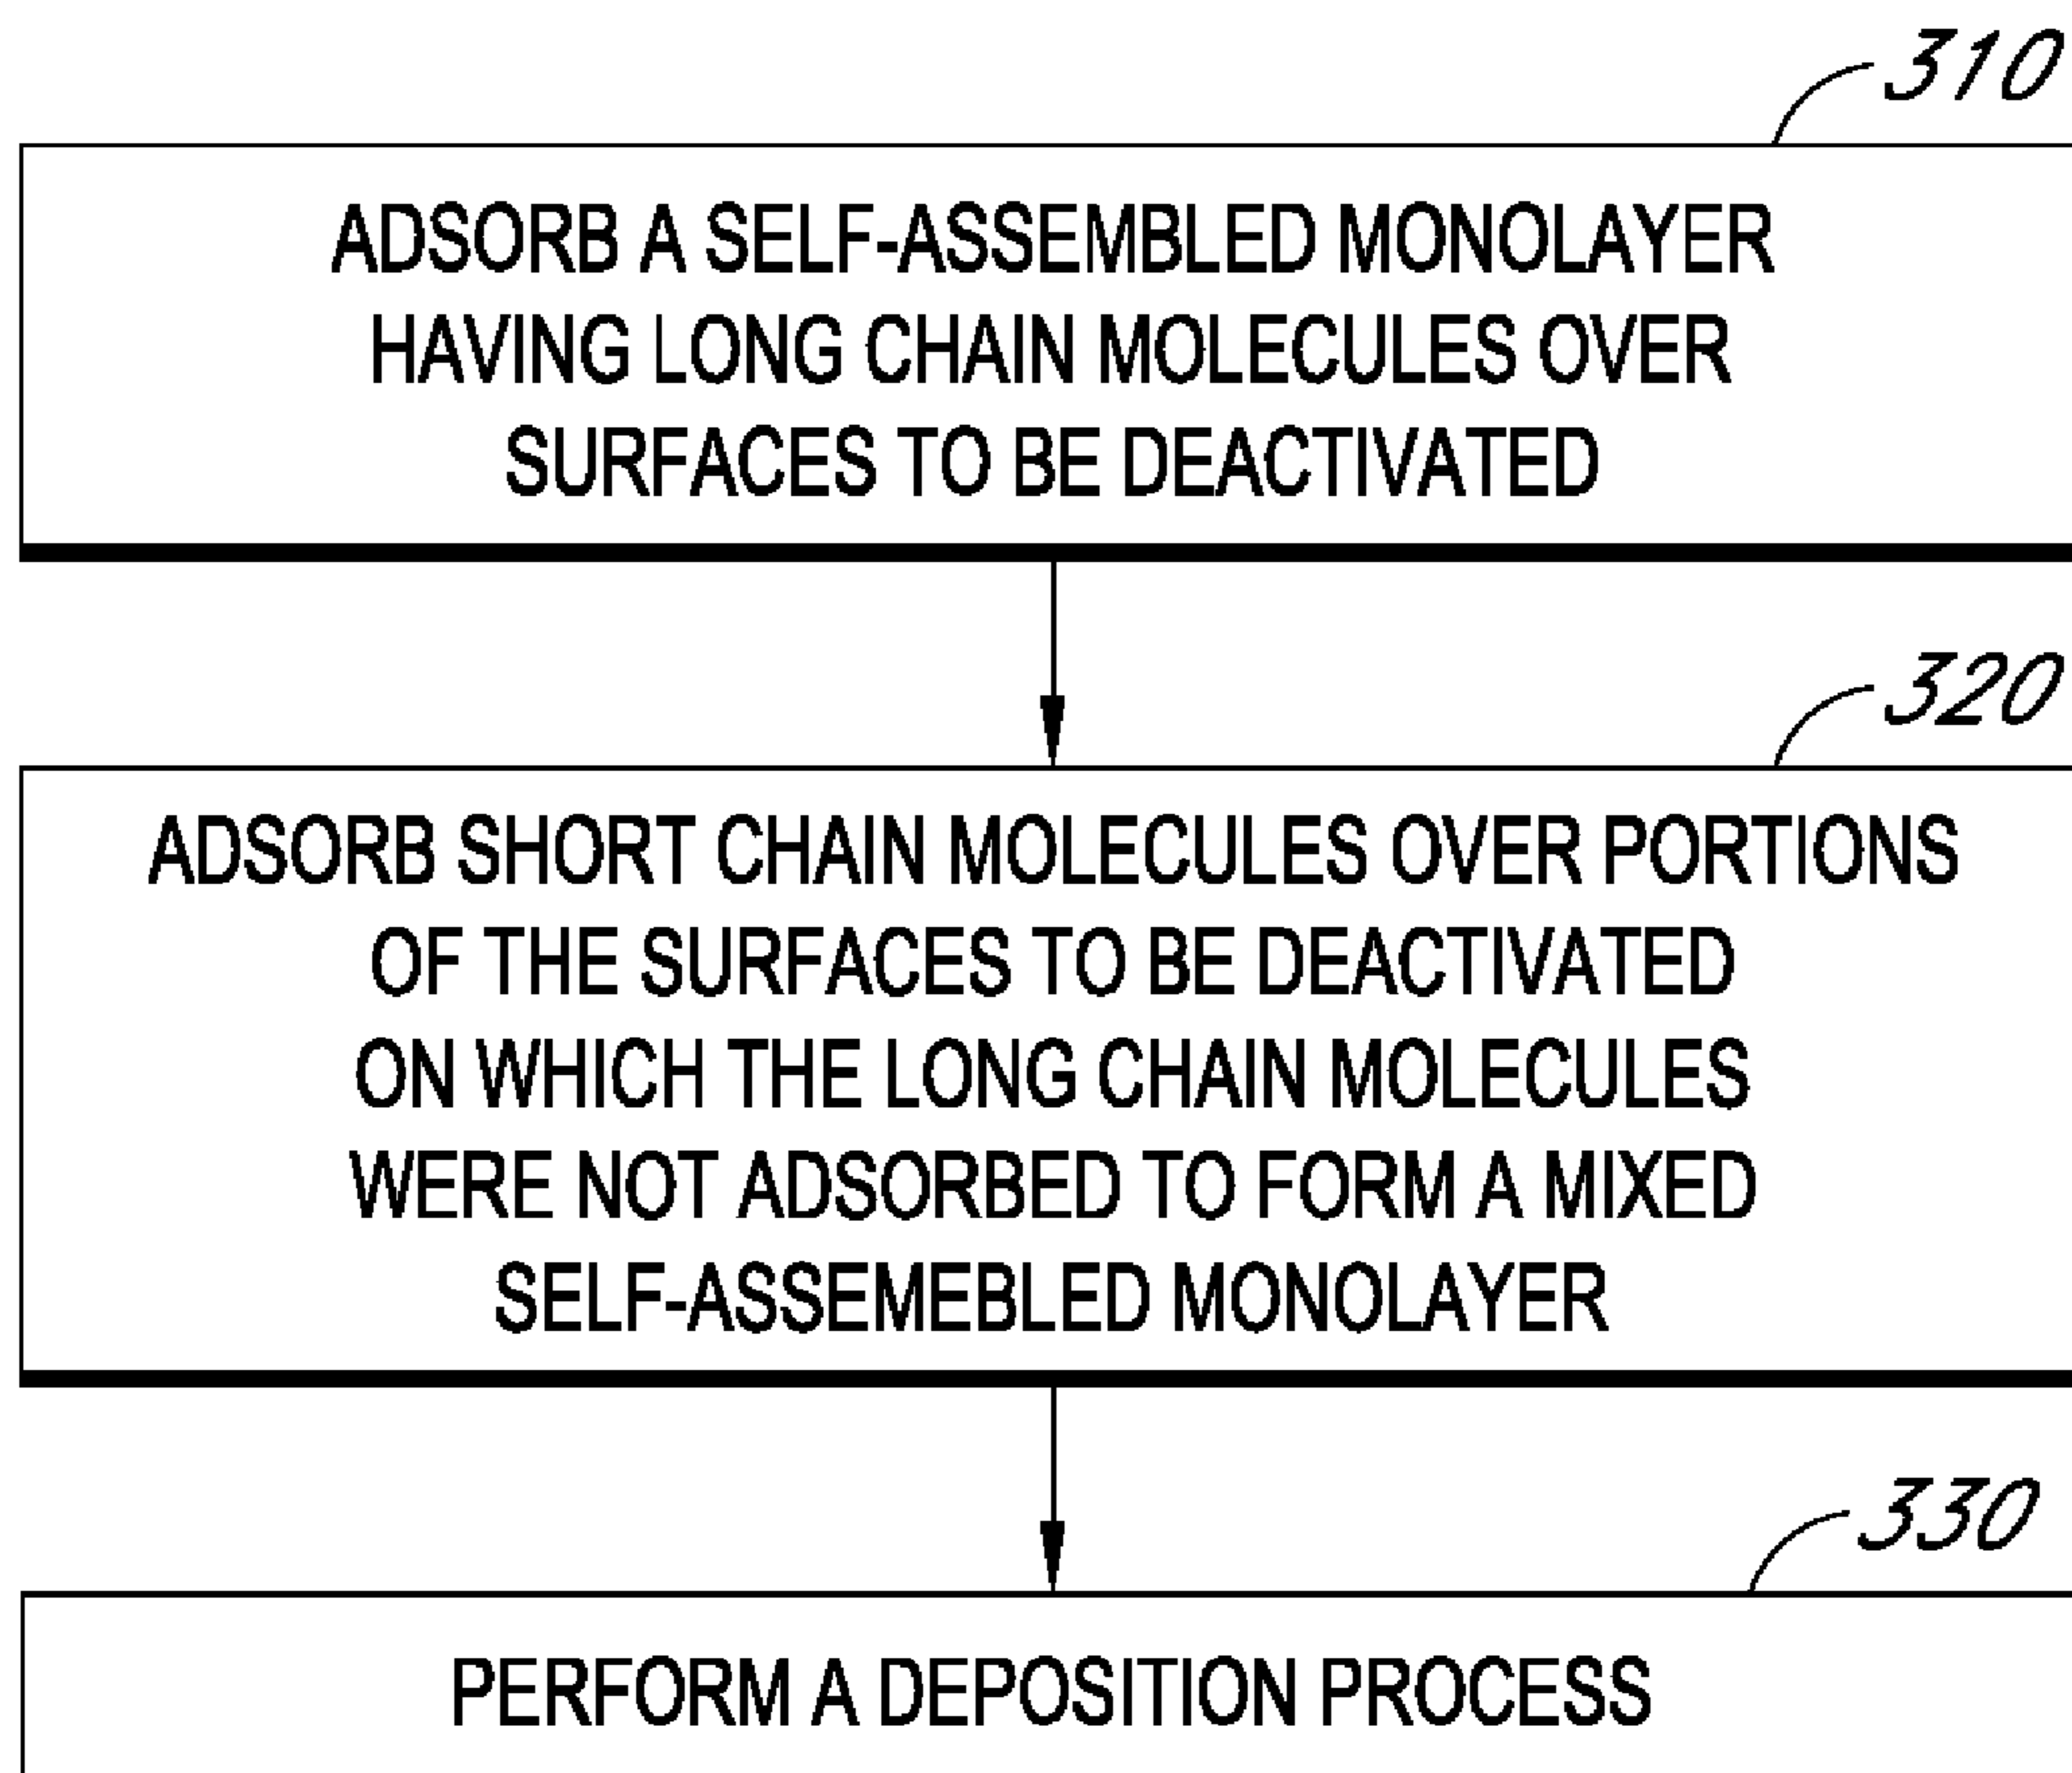 310
ADSORB A SELF-ASSEMBLED MONOLAYER
HAVING LONG CHAIN MOLECULES OVER
SURFACES TO BE DEACTIVATED
320
ADSORB SHORT CHAIN MOLECULES OVER PORTIONS
OF THE SURFACES TO BE DEACTIVATED
ON WHICH THE LONG CHAIN MOLECULES
WERE NOT ADSORBED TO FORM A MIXED
SELF-ASSEMEBLED MONOLAYER
330
PERFORM A DEPOSITION PROCESS